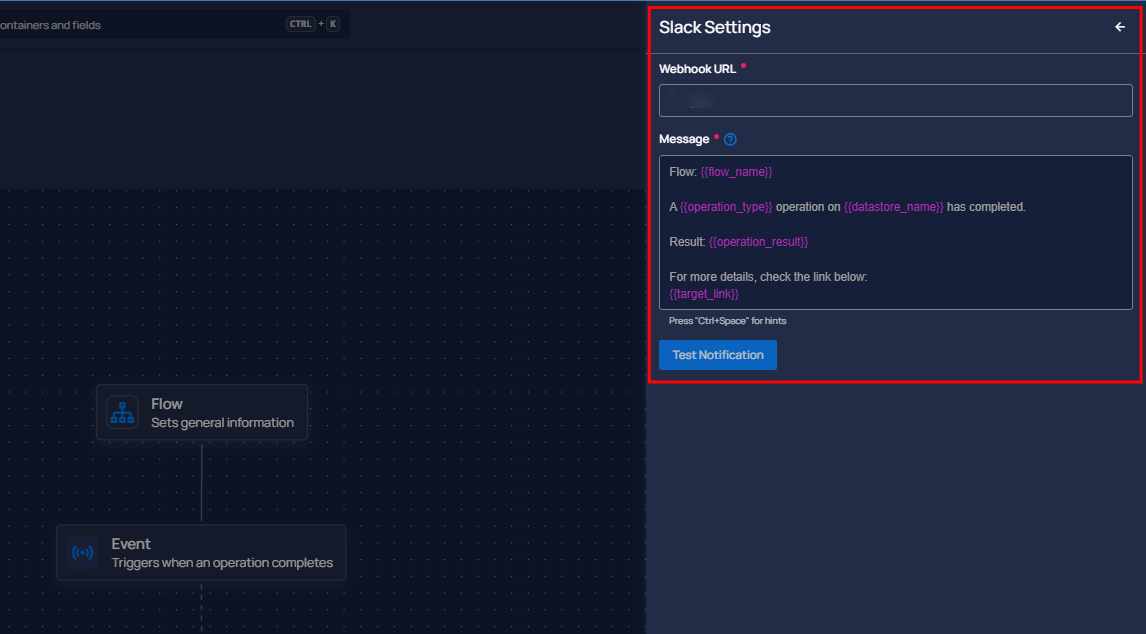 ontainers and fields
CTRL + K
Slack Settings
Webhook URL *
Message *
Flow: {{flow_name}}
A {{operation_type}} operation on {{datastore_name}} has completed.
Result: {{operation_result}}
For more details, check the link below:
{{target_link}}
Press "Ctrl+Space" for hints
Test Notification
Flow
Sets general information
Event
Triggers when an operation completes